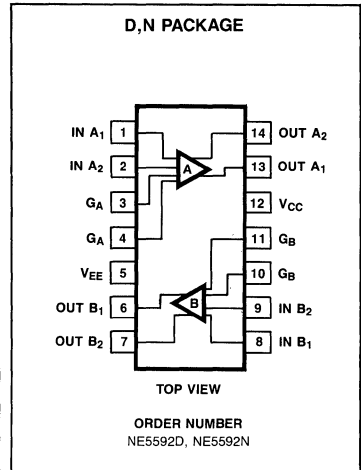 D,N PACKAGE
IN A1 1 14 OUT A2
IN A2 2 A 13 OUT A1
GA 3 12 VCC
GA 4 11 GB
VEE 5 10 GB
OUT B1 6 B 9 IN B2
OUT B2 7 8 IN B1
TOP VIEW
ORDER NUMBER
NE5592D, NE5592N